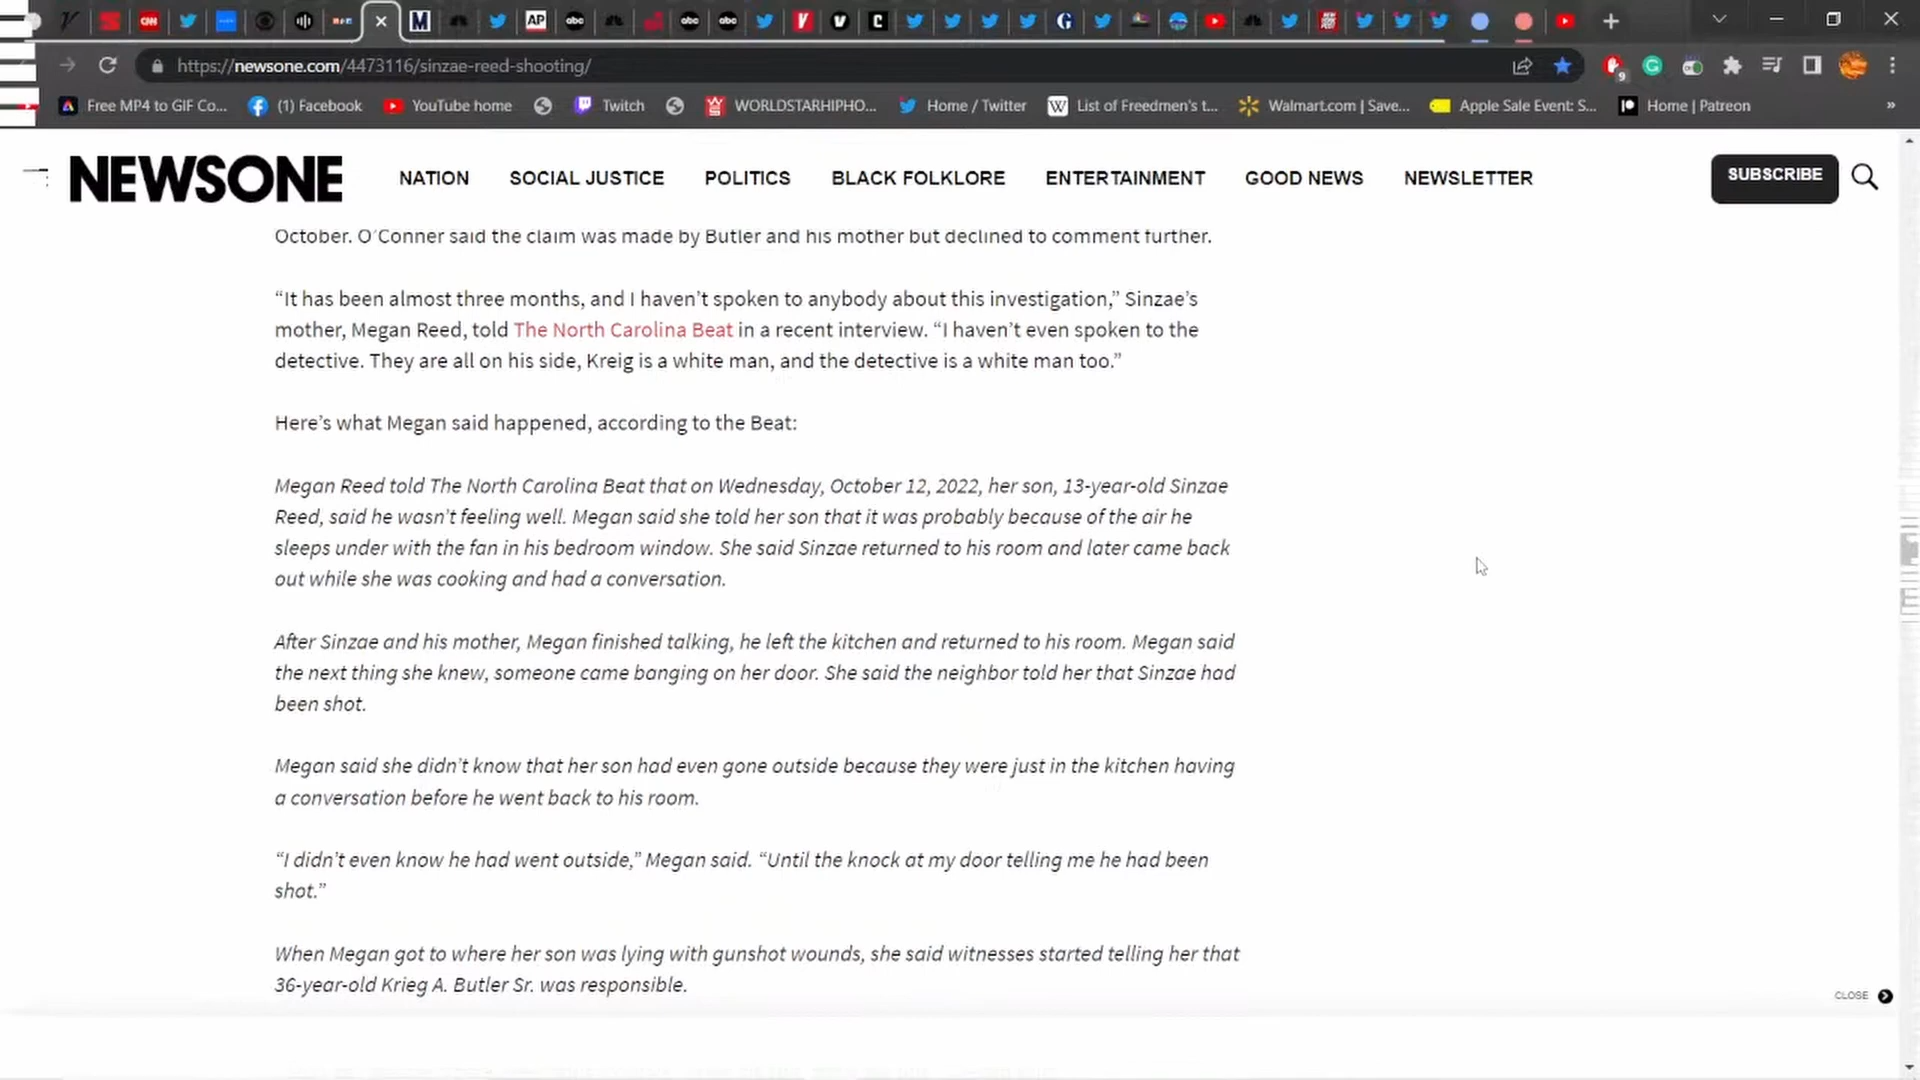 https://newsone.com/4473116/sinzae-reed-shooting/
9
Free MP4 to GIF Co...
(1) Facebook
YouTube home
Twitch
WORLDSTARHIPHO...
Home / Twitter
List of Freedmen's t...
Walmart.com | Save...
Apple Sale Event: S...
Home | Patreon
»
NEWSONE
NATION
SOCIAL JUSTICE
POLITICS
BLACK FOLKLORE
ENTERTAINMENT
GOOD NEWS
NEWSLETTER
SUBSCRIBE
October. O'Conner said the claim was made by Butler and his mother but declined to comment further.
“It has been almost three months, and I haven’t spoken to anybody about this investigation,” Sinzae’s
mother, Megan Reed, told The North Carolina Beat in a recent interview. “I haven’t even spoken to the
detective. They are all on his side, Kreig is a white man, and the detective is a white man too.”
Here’s what Megan said happened, according to the Beat:
Megan Reed told The North Carolina Beat that on Wednesday, October 12, 2022, her son, 13-year-old Sinzae
Reed, said he wasn’t feeling well. Megan said she told her son that it was probably because of the air he
sleeps under with the fan in his bedroom window. She said Sinzae returned to his room and later came back
out while she was cooking and had a conversation.
After Sinzae and his mother, Megan finished talking, he left the kitchen and returned to his room. Megan said
the next thing she knew, someone came banging on her door. She said the neighbor told her that Sinzae had
been shot.
Megan said she didn’t know that her son had even gone outside because they were just in the kitchen having
a conversation before he went back to his room.
“I didn’t even know he had went outside,” Megan said. “Until the knock at my door telling me he had been
shot.”
When Megan got to where her son was lying with gunshot wounds, she said witnesses started telling her that
36-year-old Krieg A. Butler Sr. was responsible.
CLOSE